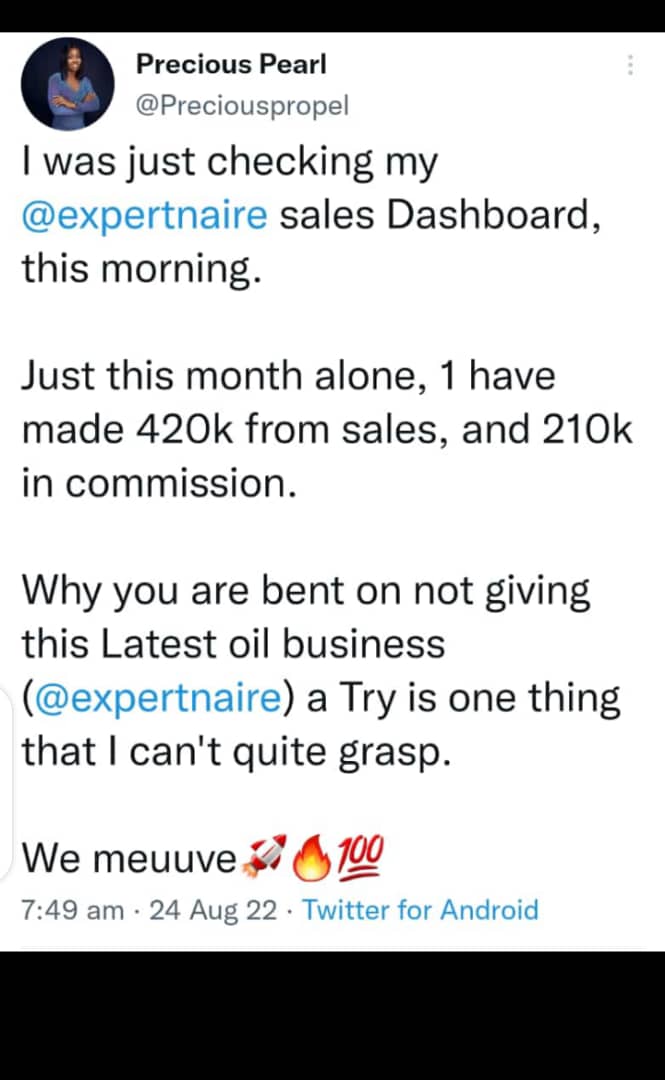 Precious Pearl
@Preciouspropel
I was just checking my
@expertnaire sales Dashboard,
this morning.
Just this month alone, 1 have
made 420k from sales, and 210k
in commission.
Why you are bent on not giving
this Latest oil business
(@expertnaire) a Try is one thing
that I can't quite grasp.
We meuuve🚀🔥💯
7:49 am · 24 Aug 22 · Twitter for Android